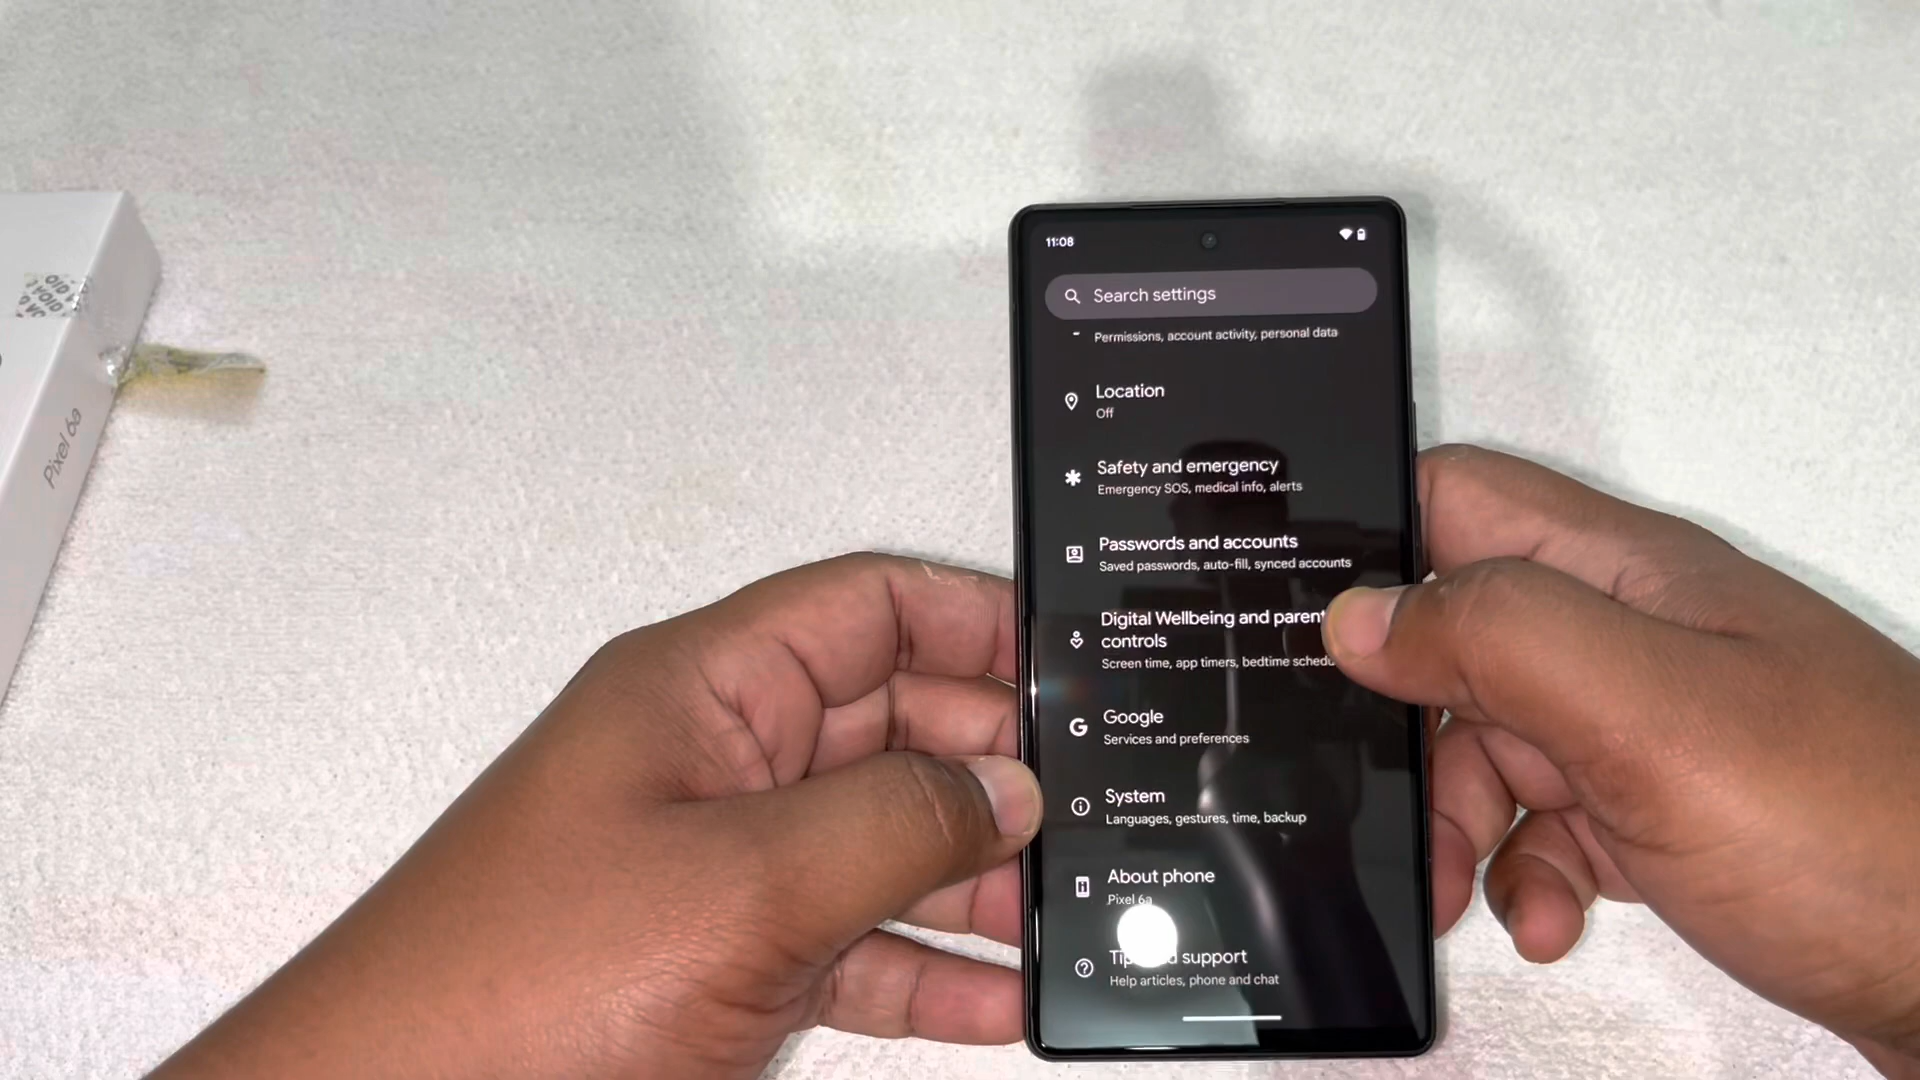 Pixel 6a
11:08
Search settings
Permissions, account activity, personal data
Location
Off
Safety and emergency
Emergency SOS, medical info, alerts
Passwords and accounts
Saved passwords, auto-fill, synced accounts
Digital Wellbeing and parent
controls
Screen time, app timers, bedtime schedu
Google
Services and preferences
System
Languages, gestures, time, backup
About phone
Pixel 6a
Tip support
Help articles, phone and chat